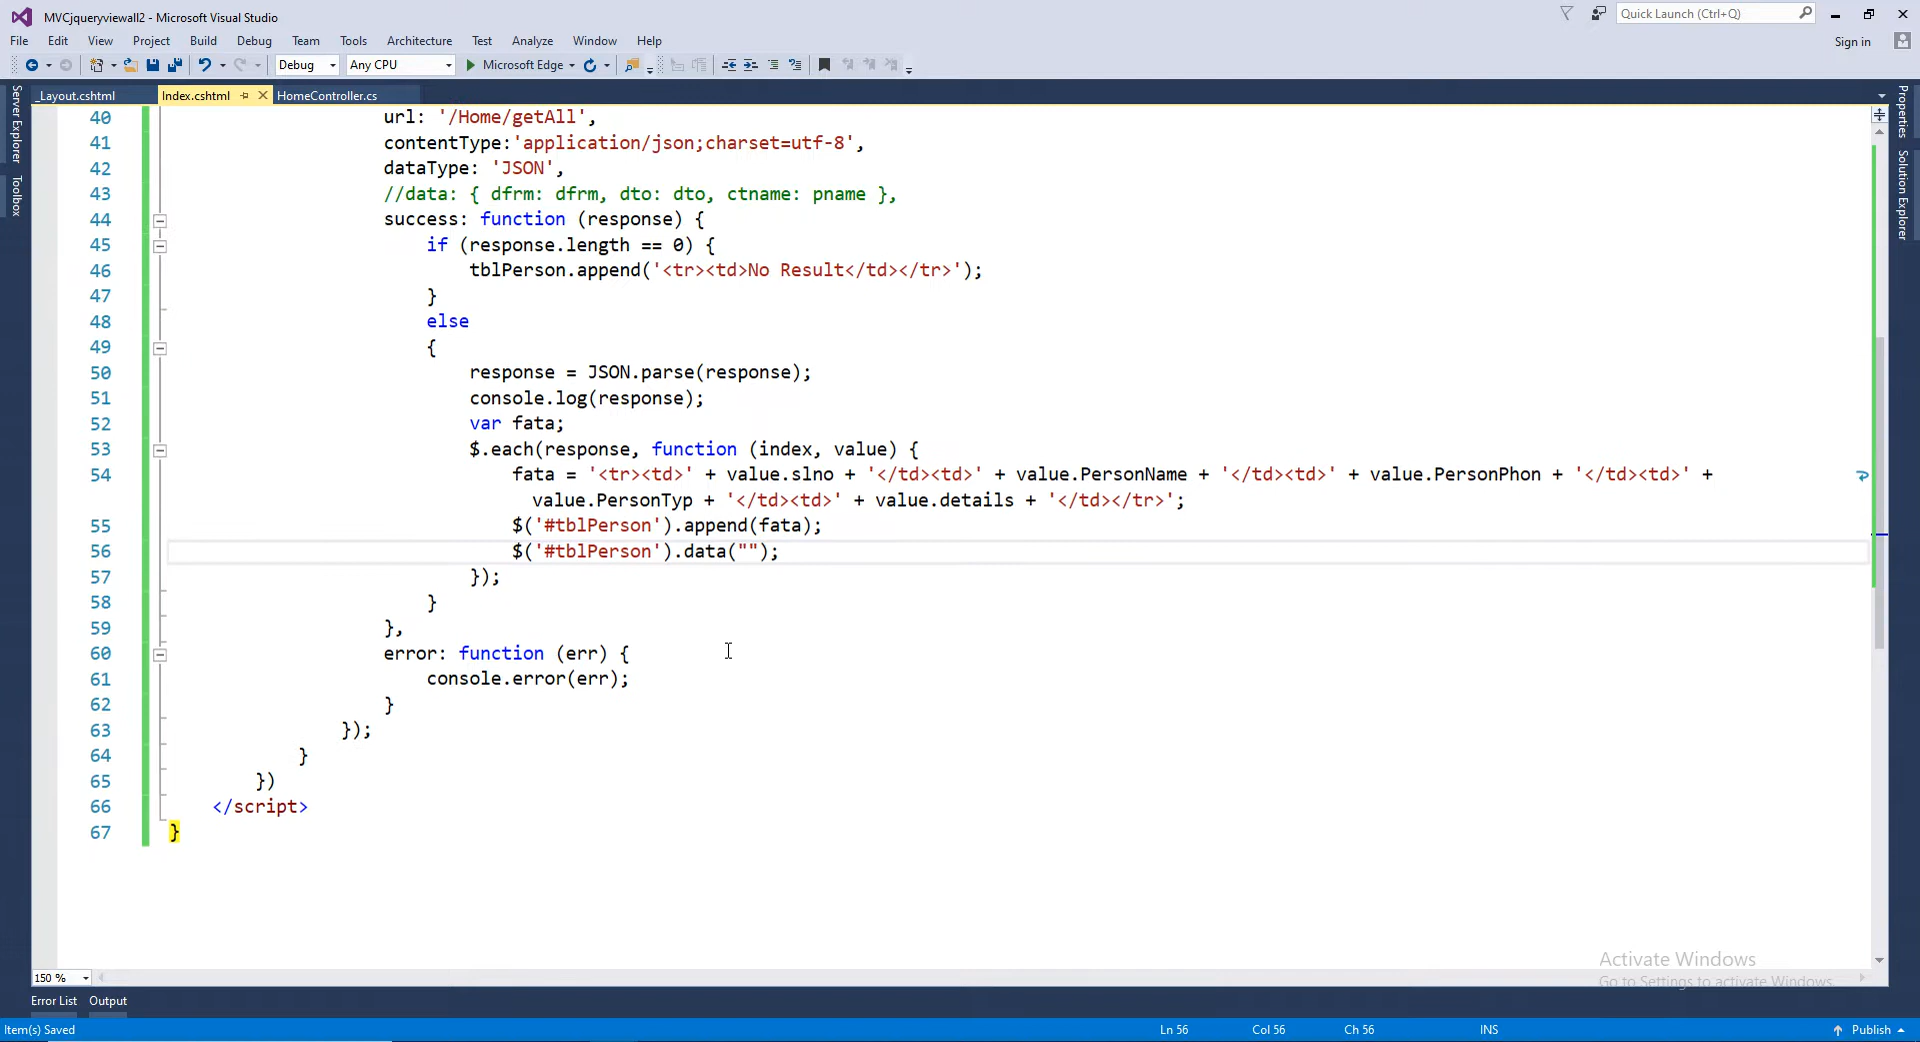 MVCjqueryviewall2 - Microsoft Visual Studio
Quick Launch (Ctrl+Q)
File Edit View Project Build Debug Team Tools Architecture Test Analyze Window Help
Sign in
Debug Any CPU Microsoft Edge
_Layout.cshtml Index.cshtml HomeController.cs
Server Explorer
Toolbox
Properties
Solution Explorer
40 url: '/Home/getAll',
41 contentType:'application/json;charset=utf-8',
42 dataType: 'JSON',
43 //data: { dfrm: dfrm, dto: dto, ctname: pname },
44 success: function (response) {
45 if (response.length == 0) {
46 tblPerson.append('<tr><td>No Result</td></tr>');
47 }
48 else
49 {
50 response = JSON.parse(response);
51 console.log(response);
52 var fata;
53 $.each(response, function (index, value) {
54 fata = '<tr><td>' + value.slno + '</td><td>' + value.PersonName + '</td><td>' + value.PersonPhon + '</td><td>' +
value.PersonTyp + '</td><td>' + value.details + '</td></tr>';
55 $('#tblPerson').append(fata);
56 $('#tblPerson').data("");
57 });
58 }
59 },
60 error: function (err) {
61 console.error(err);
62 }
63 });
64 }
65 })
66 </script>
67 }
Activate Windows
Go to Settings to activate Windows.
150 %
Error List Output
Item(s) Saved Ln 56 Col 56 Ch 56 INS Publish